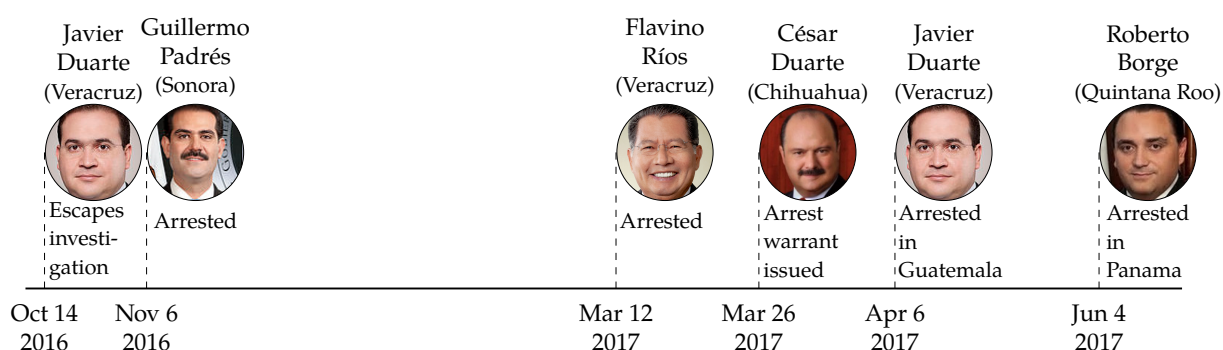 Javier
Duarte
(Veracruz)
Escapes
investi-
gation
Oct 14
2016
Guillermo
Padrés
(Sonora)
Arrested
Nov 6
2016
Flavino
Ríos
(Veracruz)
Arrested
Mar 12
2017
César
Duarte
(Chihuahua)
Arrest
warrant
issued
Mar 26
2017
Javier
Duarte
(Veracruz)
Arrested
in
Guatemala
Apr 6
2017
Roberto
Borge
(Quintana Roo)
Arrested
in
Panama
Jun 4
2017